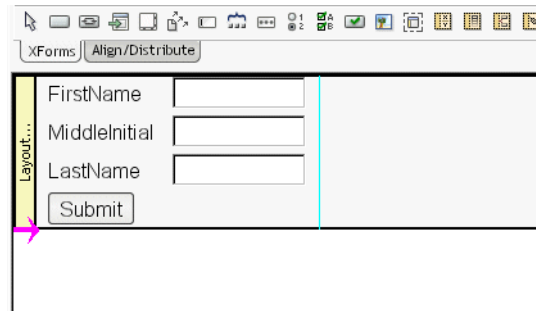 XForms Align/Distribute
Layout...
FirstName
MiddleInitial
LastName
Submit